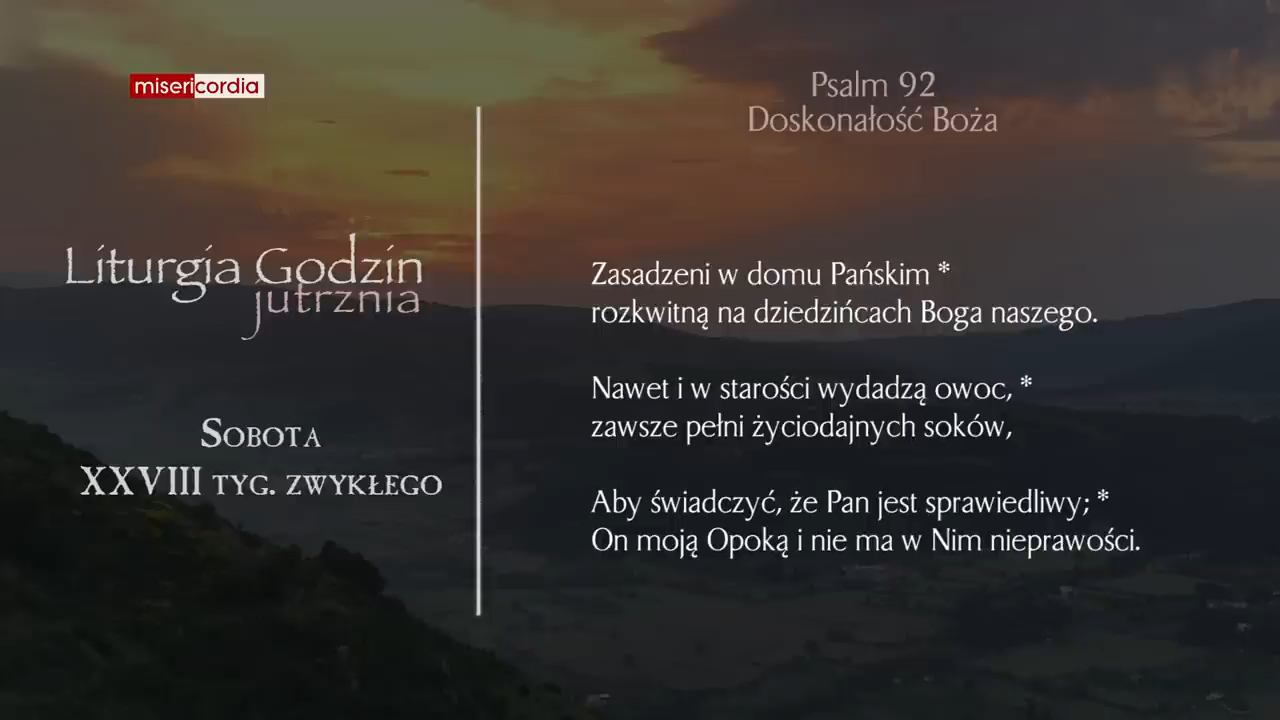 misericordia
Liturgia Godzin
jutrznia
Sobota
XXVIII tyg. zwykłego
Psalm 92
Doskonałość Boża
Zasadzeni w domu Pańskim *
rozkwitną na dziedzińcach Boga naszego.
Nawet i w starości wydadzą owoc, *
zawsze pełni życiodajnych soków,
Aby świadczyć, że Pan jest sprawiedliwy; *
On moją Opoką i nie ma w Nim nieprawości.